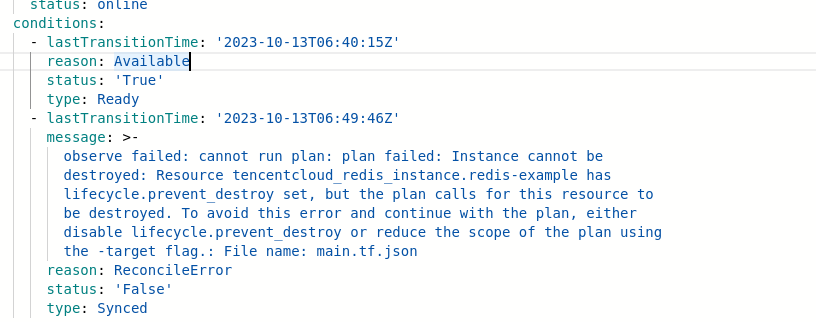 status: online
conditions:
- lastTransitionTime: '2023-10-13T06:40:15Z'
reason: Available
status: 'True'
type: Ready
- lastTransitionTime: '2023-10-13T06:49:46Z'
message: >-
observe failed: cannot run plan: plan failed: Instance cannot be
destroyed: Resource tencentcloud_redis_instance.redis-example has
lifecycle.prevent_destroy set, but the plan calls for this resource to
be destroyed. To avoid this error and continue with the plan, either
disable lifecycle.prevent_destroy or reduce the scope of the plan using
the -target flag.: File name: main.tf.json
reason: ReconcileError
status: 'False'
type: Synced